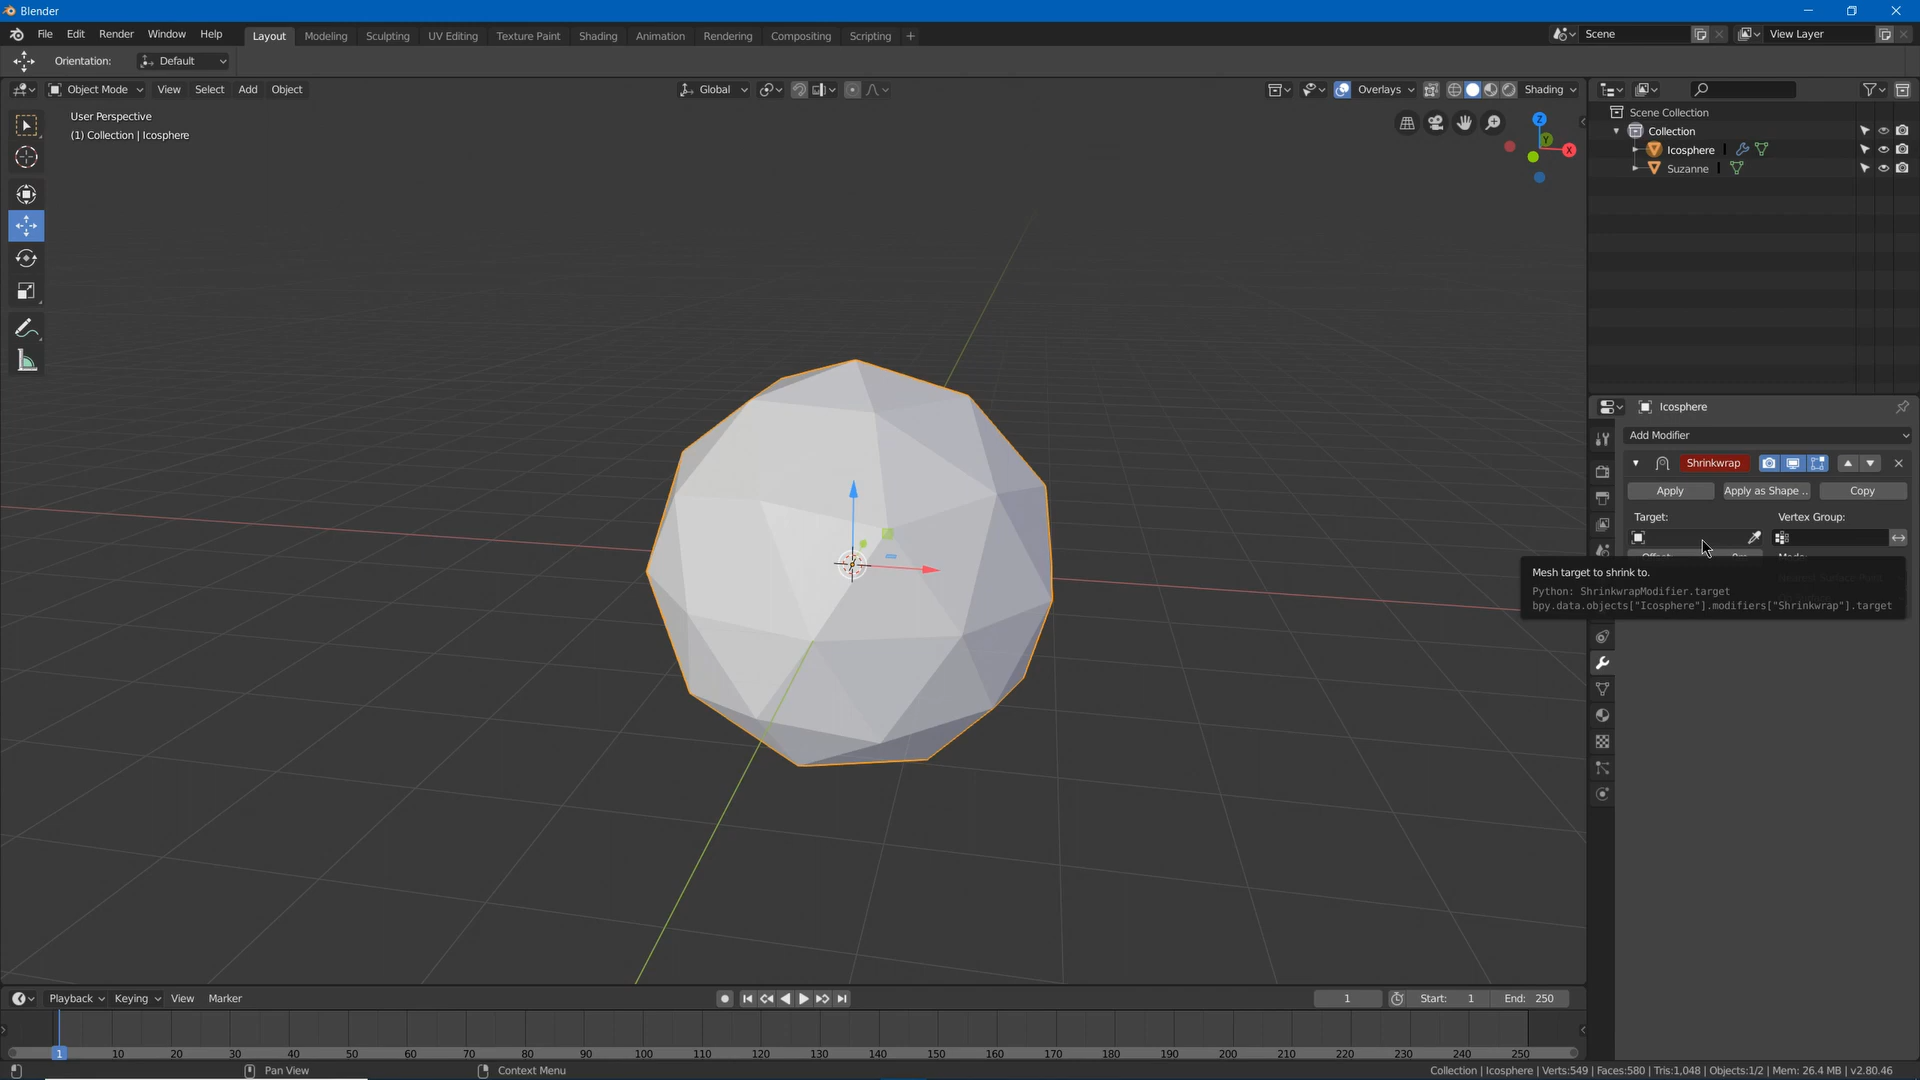 Blender
File Edit Render Window Help
Layout Modeling Sculpting UV Editing Texture Paint Shading Animation Rendering Compositing Scripting +
Scene
View Layer
Orientation: Default
Object Mode View Select Add Object
Global
Overlays
Shading
User Perspective
(1) Collection | Icosphere
Z
Y
X
Scene Collection
Collection
Icosphere
Suzanne
Icosphere
Add Modifier
Shrinkwrap
Apply
Apply as Shape ..
Copy
Target:
Vertex Group:
Mesh target to shrink to.
Python: ShrinkwrapModifier.target
bpy.data.objects["Icosphere"].modifiers["Shrinkwrap"].target
Playback Keying View Marker
1
Start: 1
End: 250
1 10 20 30 40 50 60 70 80 90 100 110 120 130 140 150 160 170 180 190 200 210 220 230 240 250
Pan View
Context Menu
Collection | Icosphere | Verts:549 | Faces:580 | Tris:1,048 | Objects:1/2 | Mem: 26.4 MB | v2.80.46